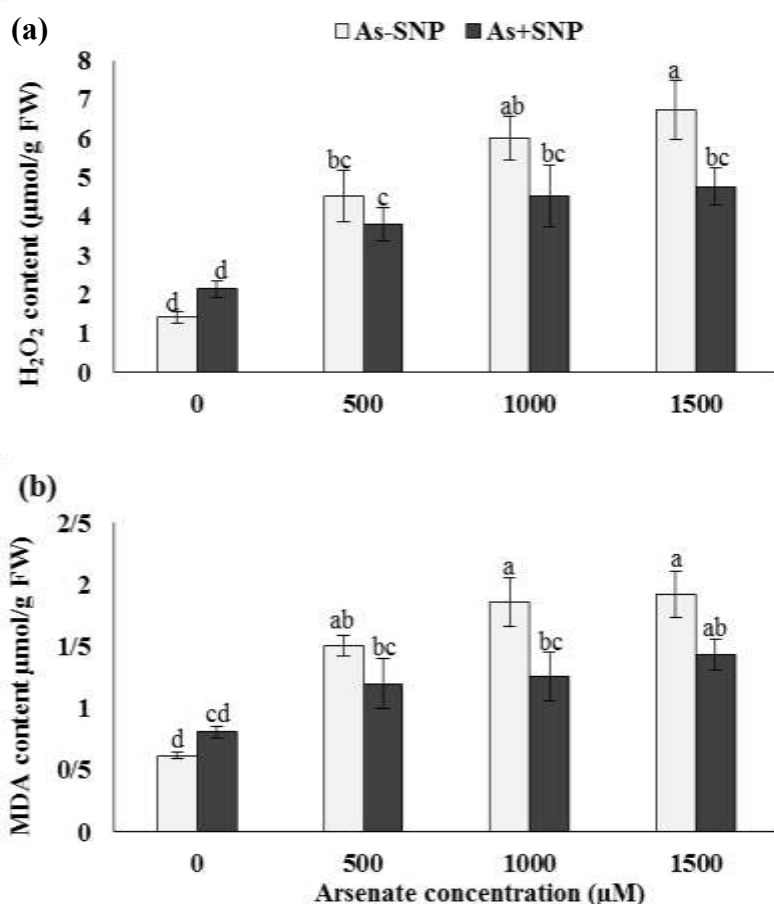 (a)
As-SNP As+SNP
H₂O₂ content (µmol/g FW)
8
7
6
5
4
3
2
1
0
d d
bc c
ab bc
a bc
0 500 1000 1500
(b)
MDA content µmol/g FW)
2/5
2
1/5
1
0/5
0
d cd
ab bc
a bc
a ab
0 500 1000 1500
Arsenate concentration (µM)